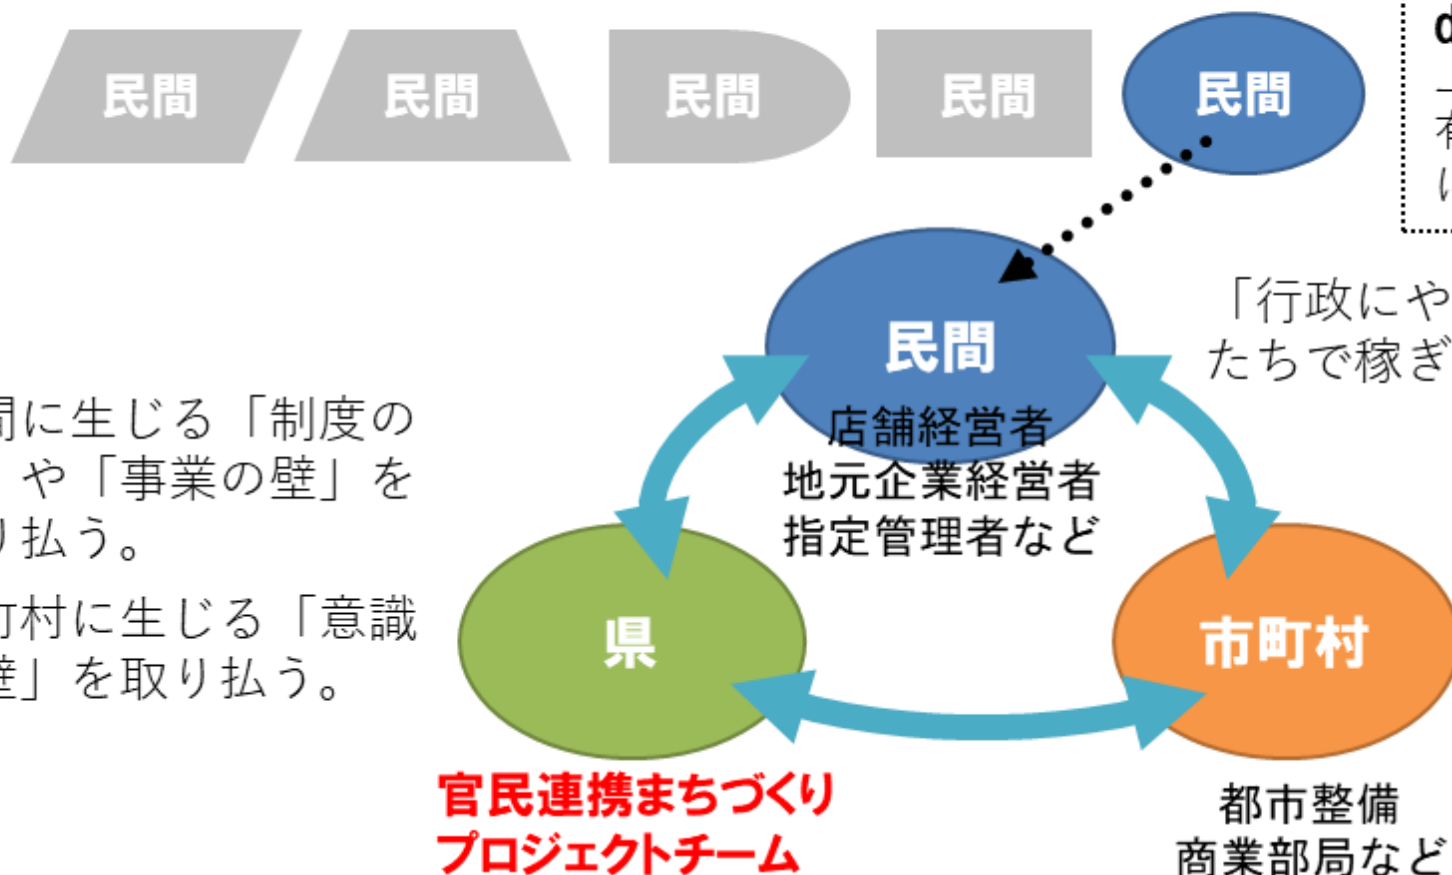 民間
民間
民間
民間
民間
民間
店舗経営者
地元企業経営者
指定管理者など
「行政にや
たちで稼ぎ
に生じる「制度の
や「事業の壁」を
払う。
町村に生じる「意識
壁」を取り払う。
県
市町村
官民連携まちづくり
プロジェクトチーム
都市整備
商業部局など